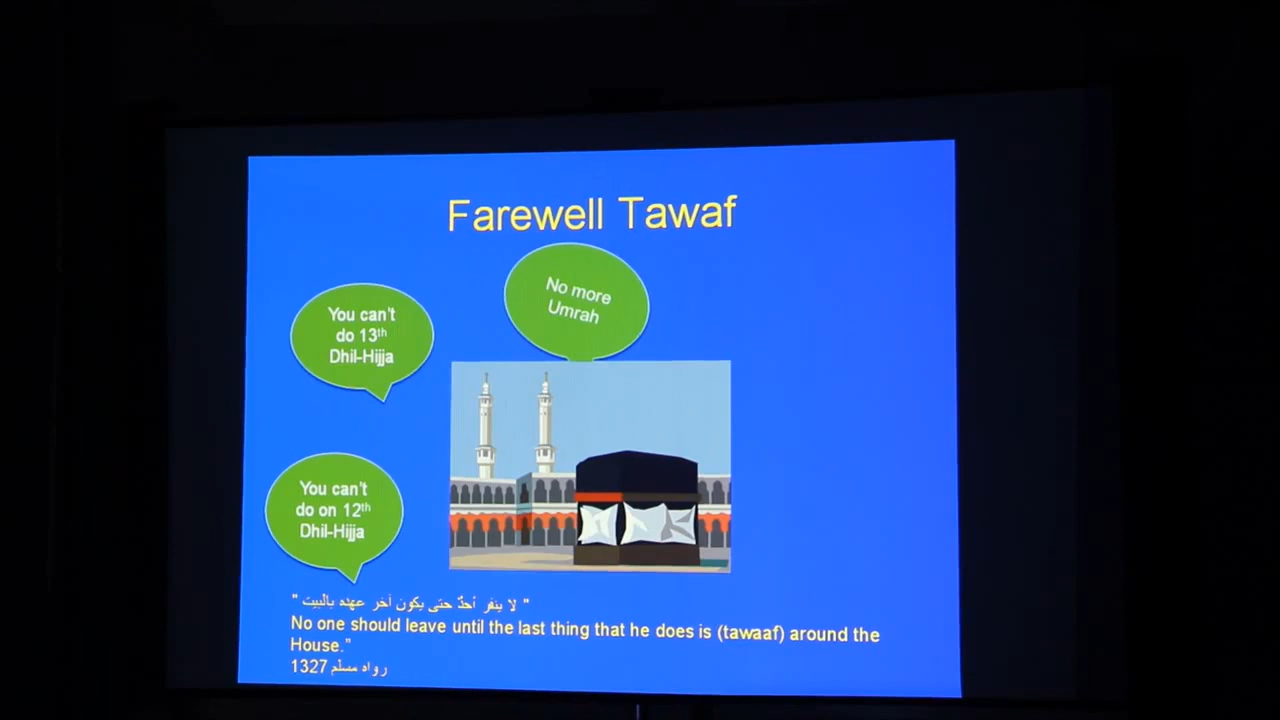 Farewell Tawaf
No more
Umrah
You can't
do 13th
Dhil-Hijja
You can't
do on 12th
Dhil-Hijja
" لا ينفر أحدٌ حتى يكون آخر عهده بالبيت "
No one should leave until the last thing that he does is (tawaaf) around the
House."
رواه مسلم 1327